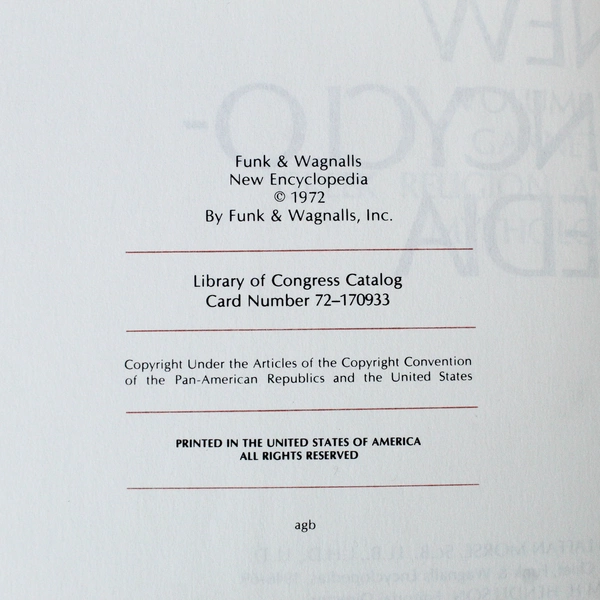 Funk & Wagnalls
New Encyclopedia
© 1972
By Funk & Wagnalls, Inc.
Library of Congress Catalog
Card Number 72–170933
Copyright Under the Articles of the Copyright Convention
of the Pan-American Republics and the United States
PRINTED IN THE UNITED STATES OF AMERICA
ALL RIGHTS RESERVED
agb